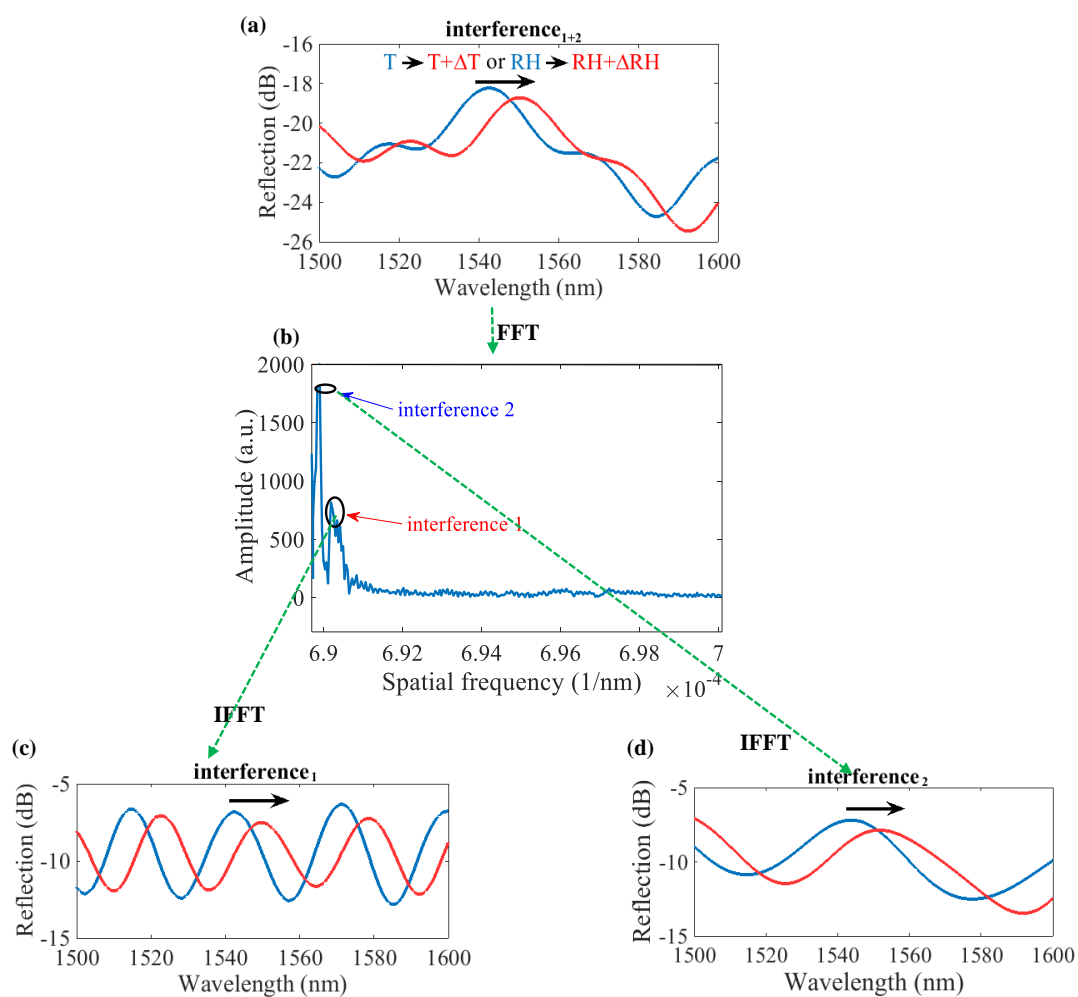 (a)
interference1+2
T → T+ΔT or RH → RH+ΔRH
-16
-18
-20
-22
-24
-26
Reflection (dB)
1500 1520 1540 1560 1580 1600
Wavelength (nm)
FFT
(b)
2000
1500
1000
500
0
Amplitude (a.u.)
interference 2
interference 1
6.9 6.92 6.94 6.96 6.98 7
Spatial frequency (1/nm) ×10-4
IFFT
IFFT
(c)
interference1
-5
-10
-15
Reflection (dB)
1500 1520 1540 1560 1580 1600
Wavelength (nm)
(d)
interference2
-5
-10
-15
Reflection (dB)
1500 1520 1540 1560 1580 1600
Wavelength (nm)